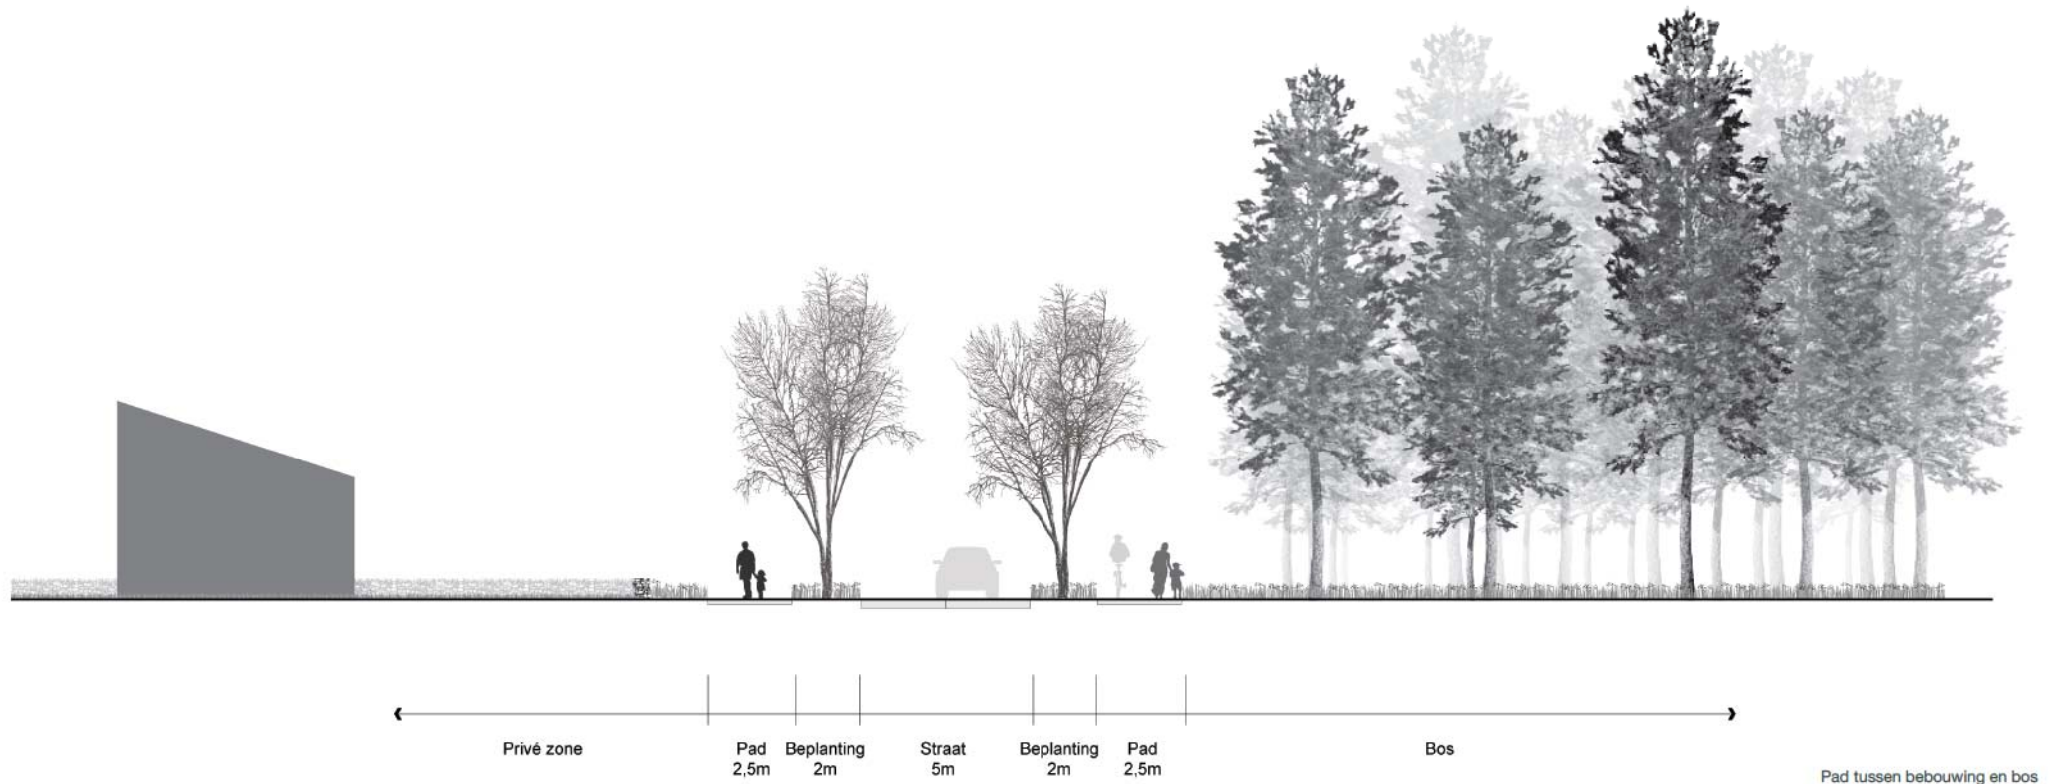 Privé zone
Pad
2,5m
Beplanting
2m
Straat
5m
Beplanting
2m
Pad
2,5m
Bos
Pad tussen bebouwing en bos